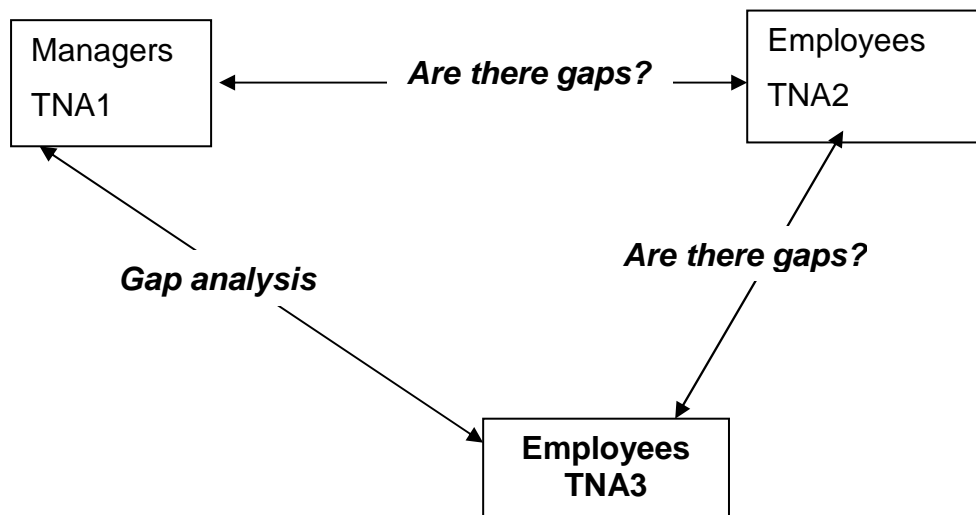 Managers
TNA1
Are there gaps?
Employees
TNA2
Gap analysis
Are there gaps?
Employees
TNA3